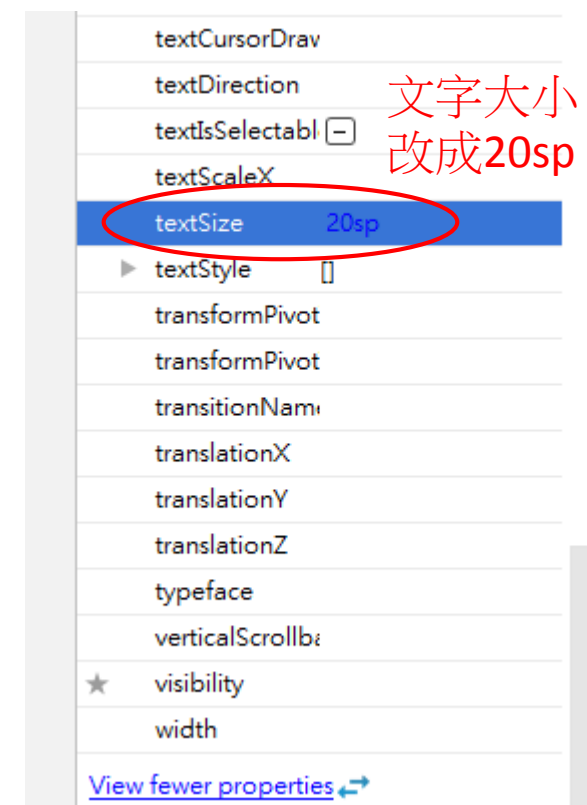 textCursorDrav
textDirection
文字大小
textIsSelectabl
改成20sp
textScaleX
textSize 20sp
textStyle []
transformPivot
transformPivot
transitionNam
translationX
translationY
translationZ
typeface
verticalScrollba
visibility
width
View fewer properties